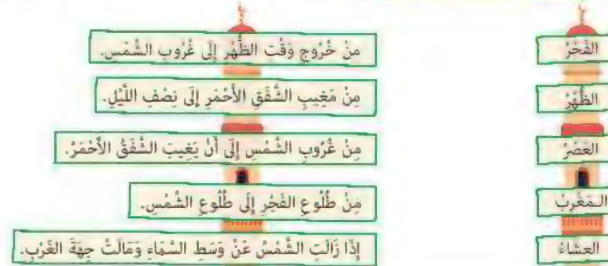 الفَجْرُ
مِنْ خُرُوجِ وَقْتِ الظُّهْرِ إِلَى غُرُوبِ الشَّمْسِ.
الظُّهْرُ
مِنْ مَغِيبِ الشَّفَقِ الأَحْمَرِ إِلَى نِصْفِ اللَّيْلِ.
العَصْرُ
مِنْ غُرُوبِ الشَّمْسِ إِلَى أَنْ يَغِيبَ الشَّفَقُ الأَحْمَرُ.
المَغْرِبُ
مِنْ طُلُوعِ الفَجْرِ إِلَى طُلُوعِ الشَّمْسِ.
العِشَاءُ
إِذَا زَالَتِ الشَّمْسُ عَنْ وَسَطِ السَّمَاءِ وَمَالَتْ جِهَةَ الغَرْبِ.